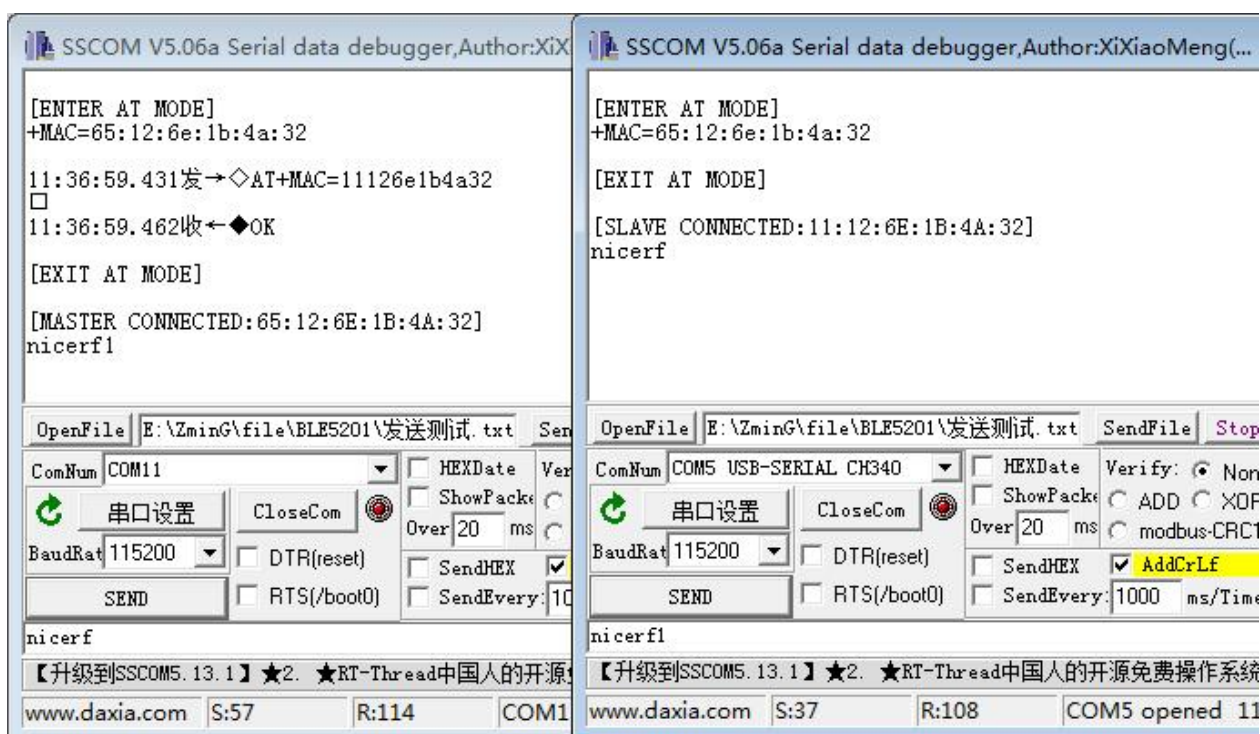 SSCOM V5.06a Serial data debugger,Author:XiX
[ENTER AT MODE]
+MAC=65:12:6e:1b:4a:32
11:36:59.431发→◇AT+MAC=11126e1b4a32
□
11:36:59.462收←◆OK
[EXIT AT MODE]
[MASTER CONNECTED:65:12:6E:1B:4A:32]
nicerf1
OpenFile E:\ZminG\file\BLE5201\发送测试.txt Sen
ComNum COM11 HEXDate Ver
串口设置 CloseCom ShowPacke
Over 20 ms
BaudRat 115200 DTR(reset) SendHEX
SEND RTS(/boot0) SendEvery: 10
nicerf
【升级到SSCOM5.13.1】★2. ★RT-Thread中国人的开源
www.daxia.com S:57 R:114 COM1
SSCOM V5.06a Serial data debugger,Author:XiXiaoMeng(...
[ENTER AT MODE]
+MAC=65:12:6e:1b:4a:32
[EXIT AT MODE]
[SLAVE CONNECTED:11:12:6E:1B:4A:32]
nicerf
OpenFile E:\ZminG\file\BLE5201\发送测试.txt SendFile Stop
ComNum COM5 USB-SERIAL CH340 HEXDate Verify: Non
串口设置 CloseCom ShowPacke ADD XOR
Over 20 ms modbus-CRC1
BaudRat 115200 DTR(reset) SendHEX AddCrLf
SEND RTS(/boot0) SendEvery: 1000 ms/Time
nicerf1
【升级到SSCOM5.13.1】★2. ★RT-Thread中国人的开源免费操作系统
www.daxia.com S:37 R:108 COM5 opened 11